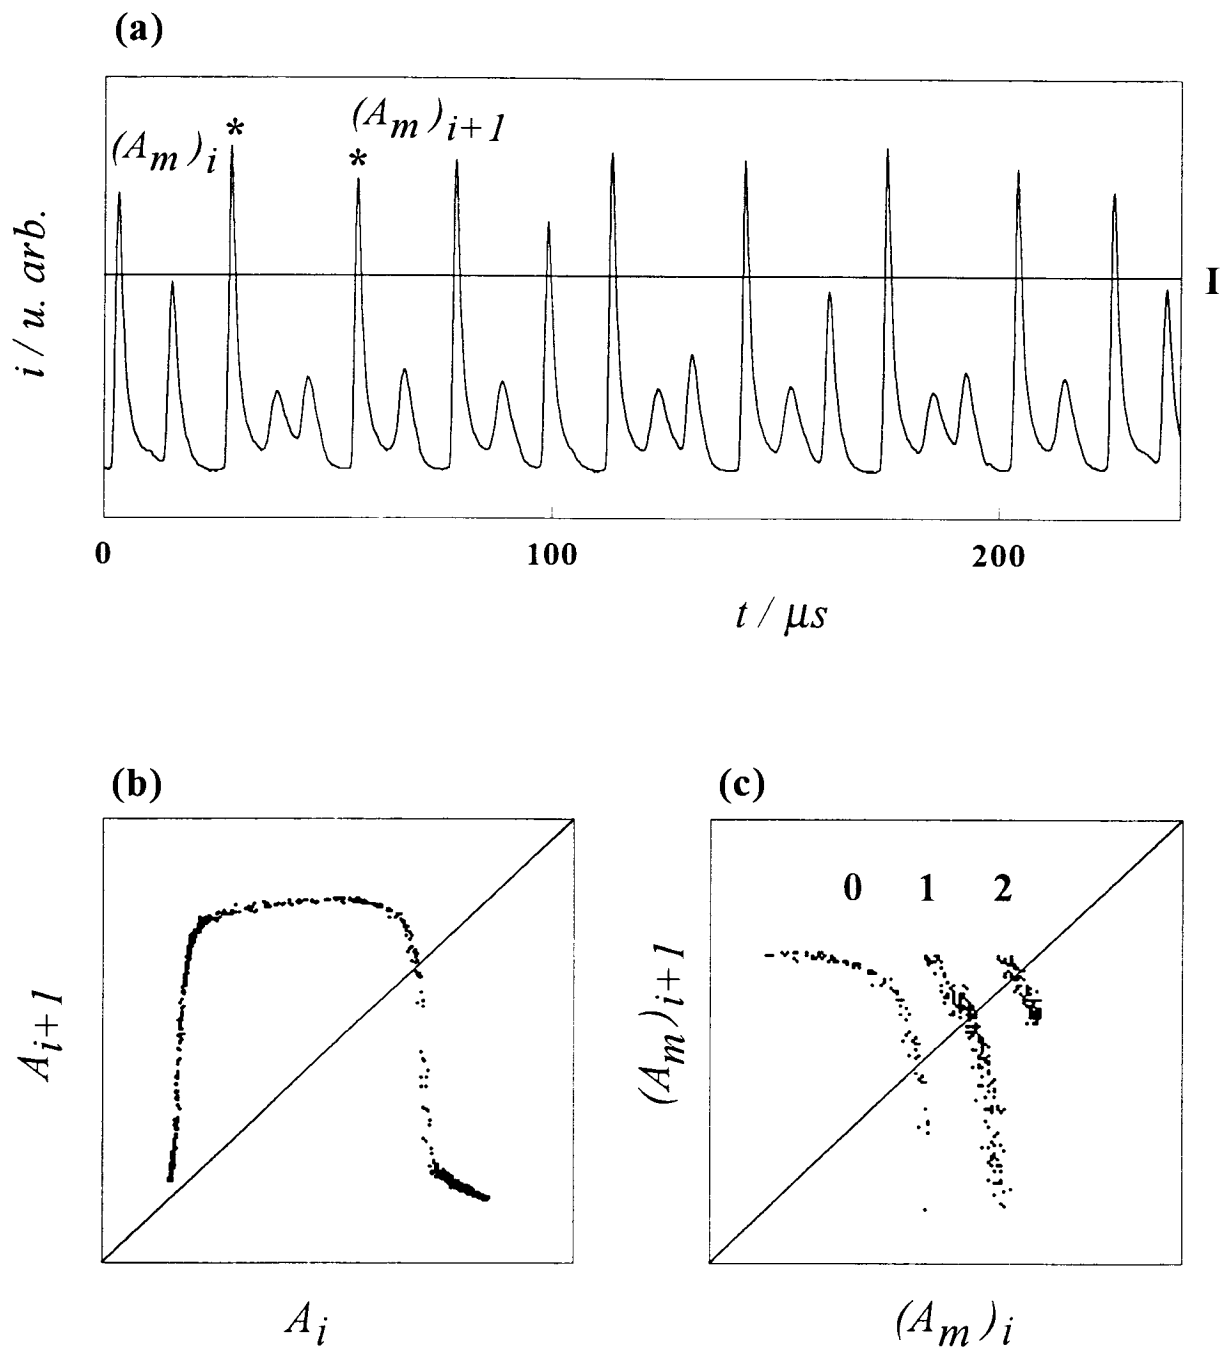 (a)
(A_m)_i * * (A_m)_{i+1}
i / u. arb.
I
0 100 200
t / μs
(b) (c)
A_{i+1}
(A_m)_{i+1}
0 1 2
A_i (A_m)_i